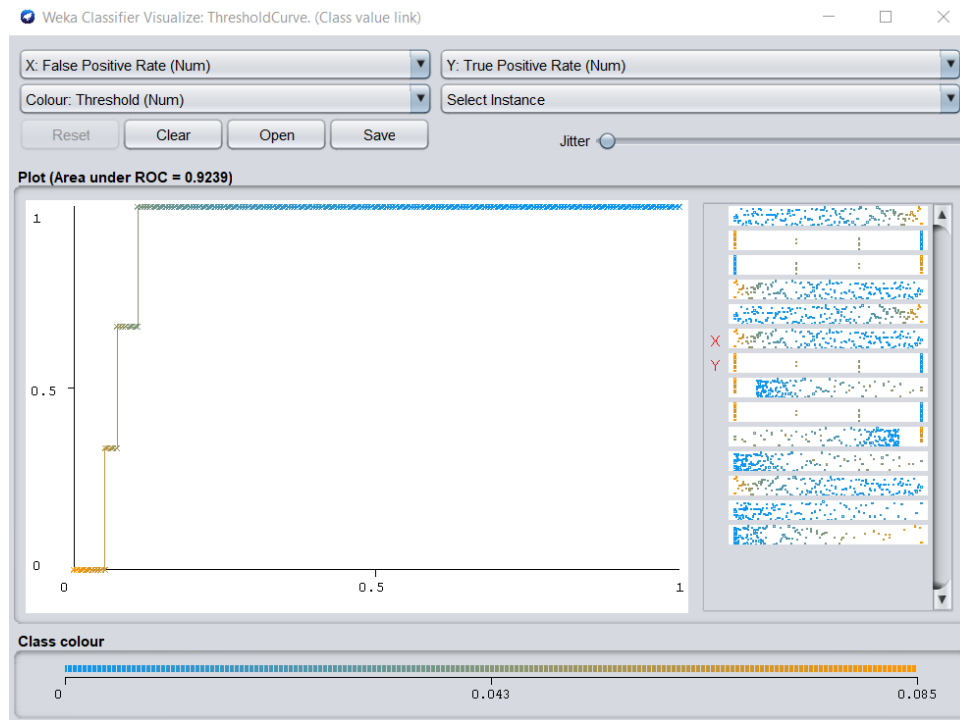 Weka Classifier Visualize: ThresholdCurve. (Class value link)
X: False Positive Rate (Num)
Y: True Positive Rate (Num)
Colour: Threshold (Num)
Select Instance
Reset
Clear
Open
Save
Jitter
Plot (Area under ROC = 0.9239)
1
0.5
0
0
0.5
1
X
Y
Class colour
0
0.043
0.085